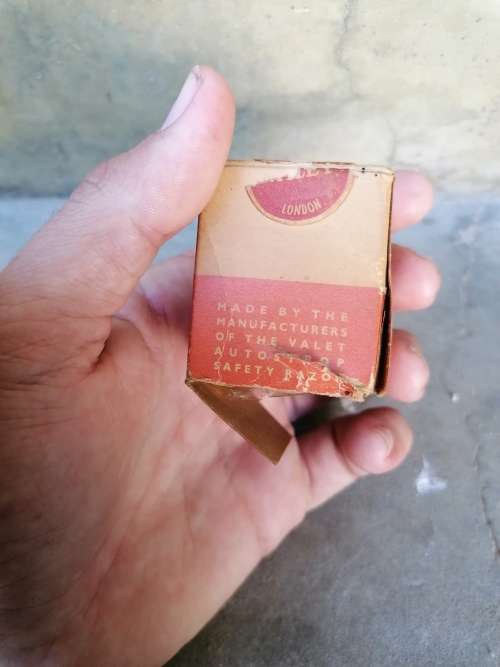 LONDON
MADE BY THE
MANUFACTURERS
OF THE VALET
AUTOSTROP
SAFETY RAZOR